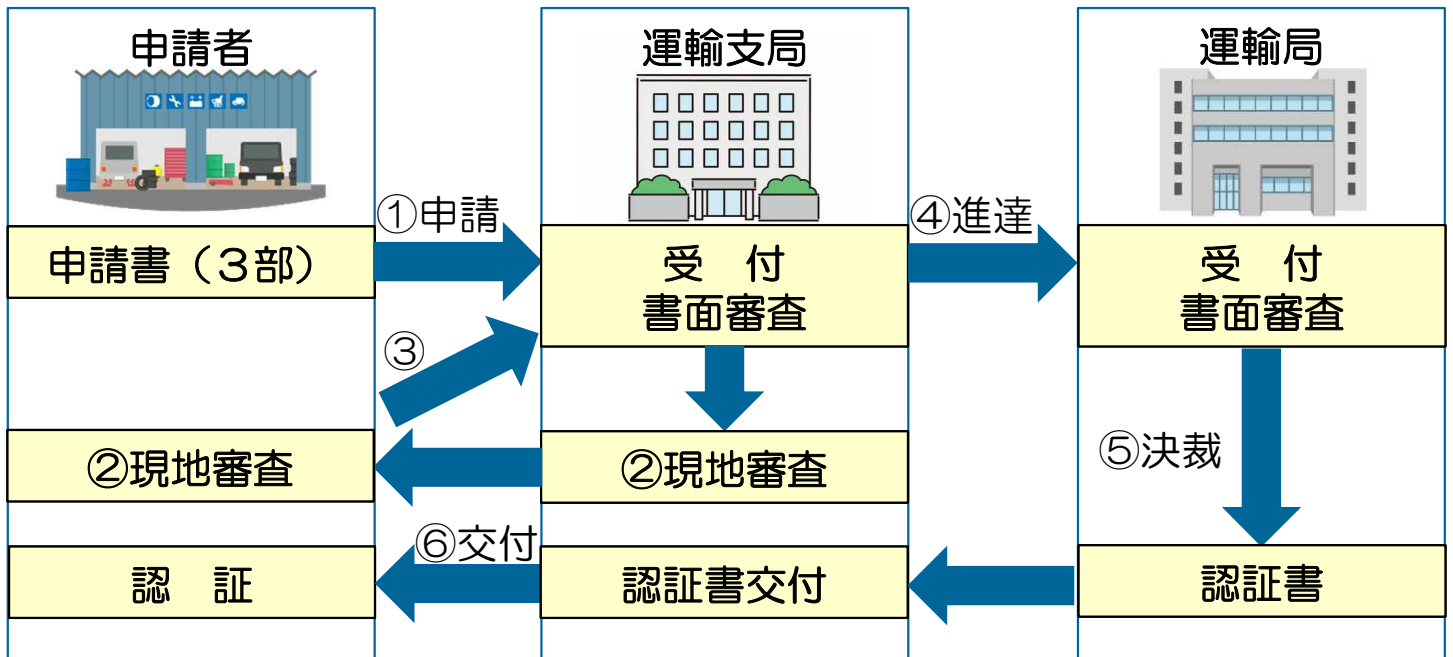 申請者
運輸支局
運輸局
①申請
④進達
申請書（３部）
受　付
書面審査
受　付
書面審査
③
⑤決裁
②現地審査
②現地審査
⑥交付
認　証
認証書交付
認証書